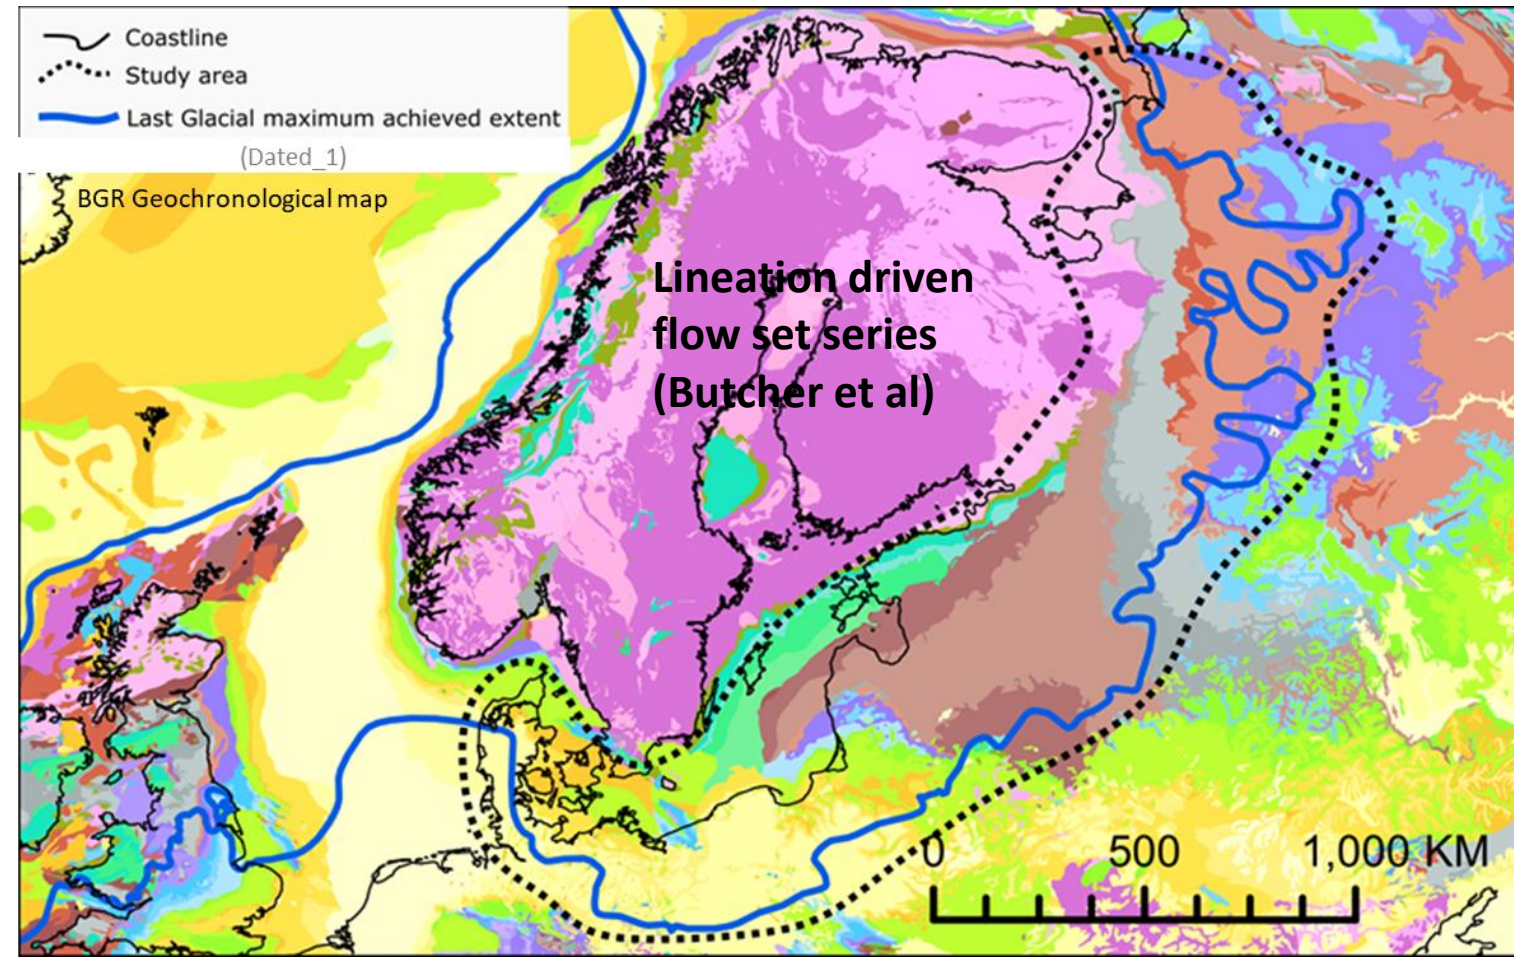 Coastline
Study area
Last Glacial maximum achieved extent
(Dated_1)
BGR Geochronological map
Lineation driven
flow set series
(Butcher et al)
0 500 1,000 KM